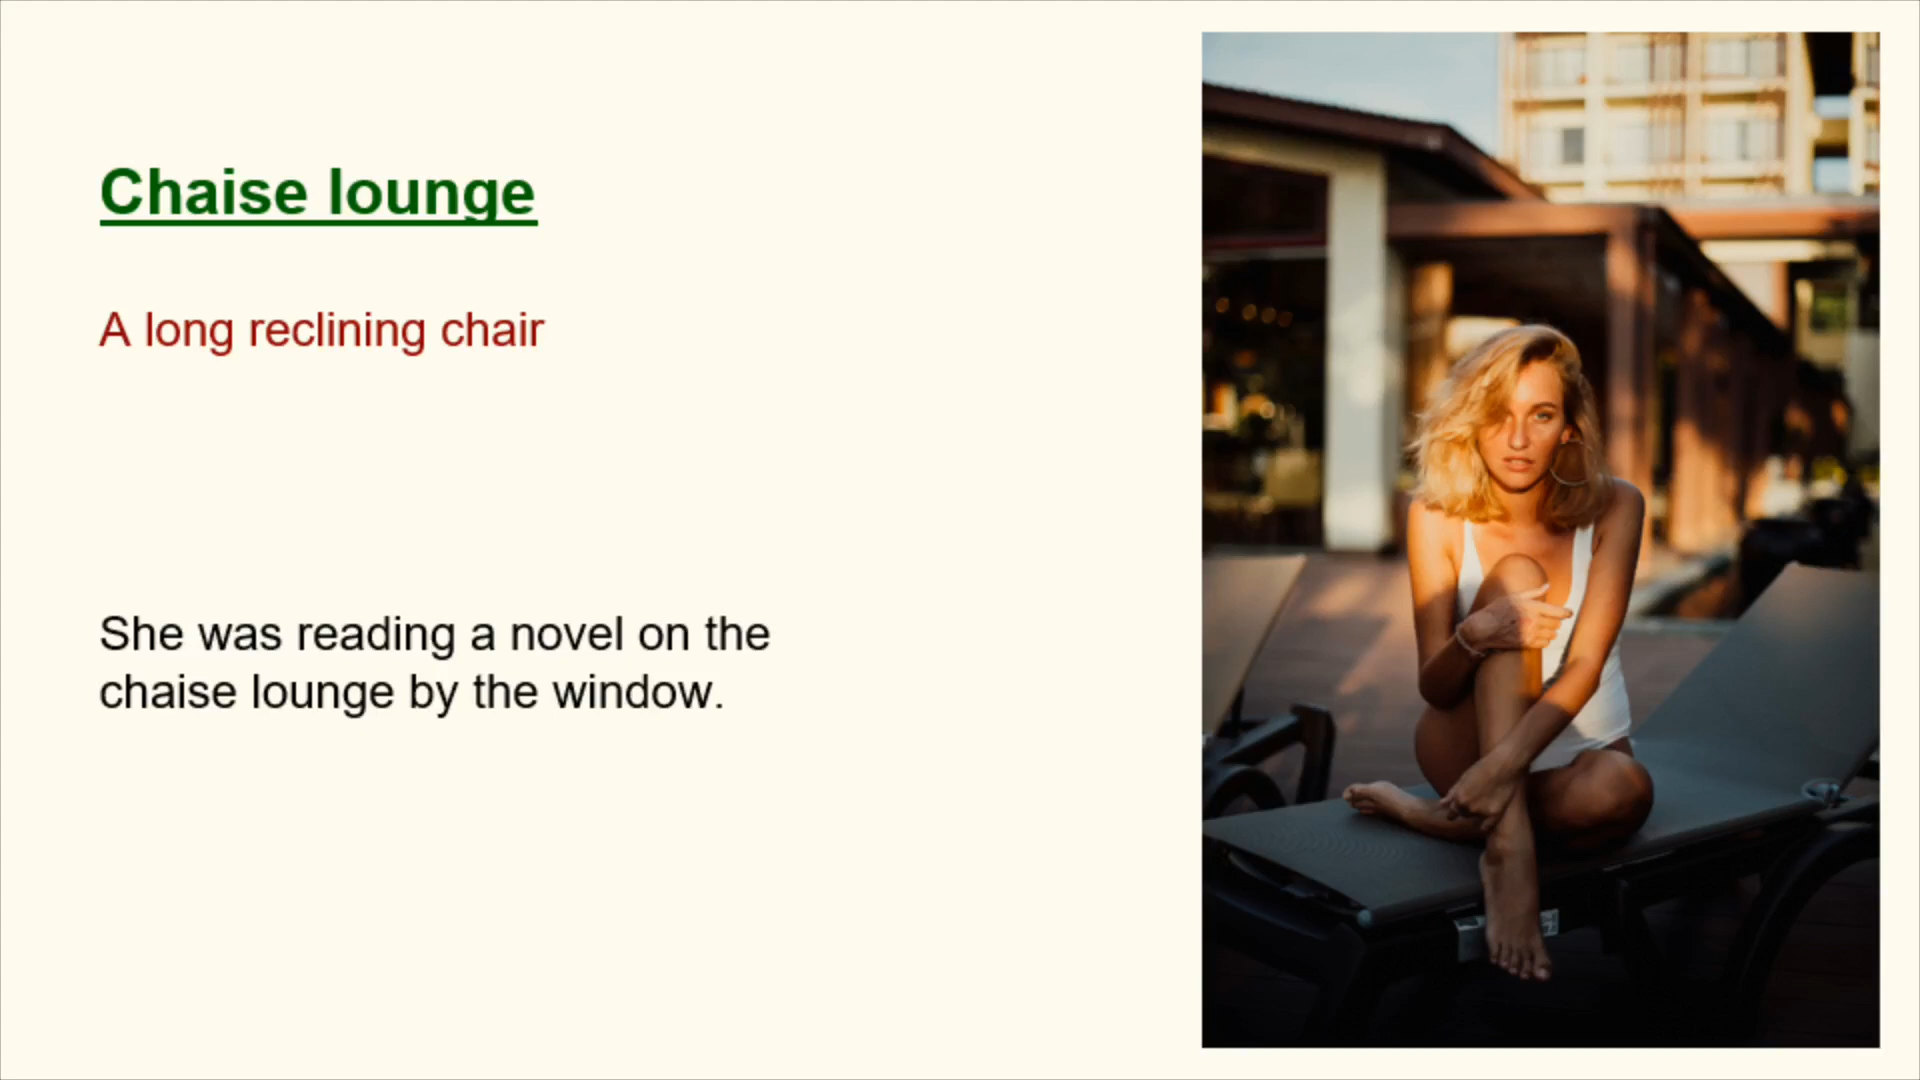 Chaise lounge
A long reclining chair
She was reading a novel on the
chaise lounge by the window.